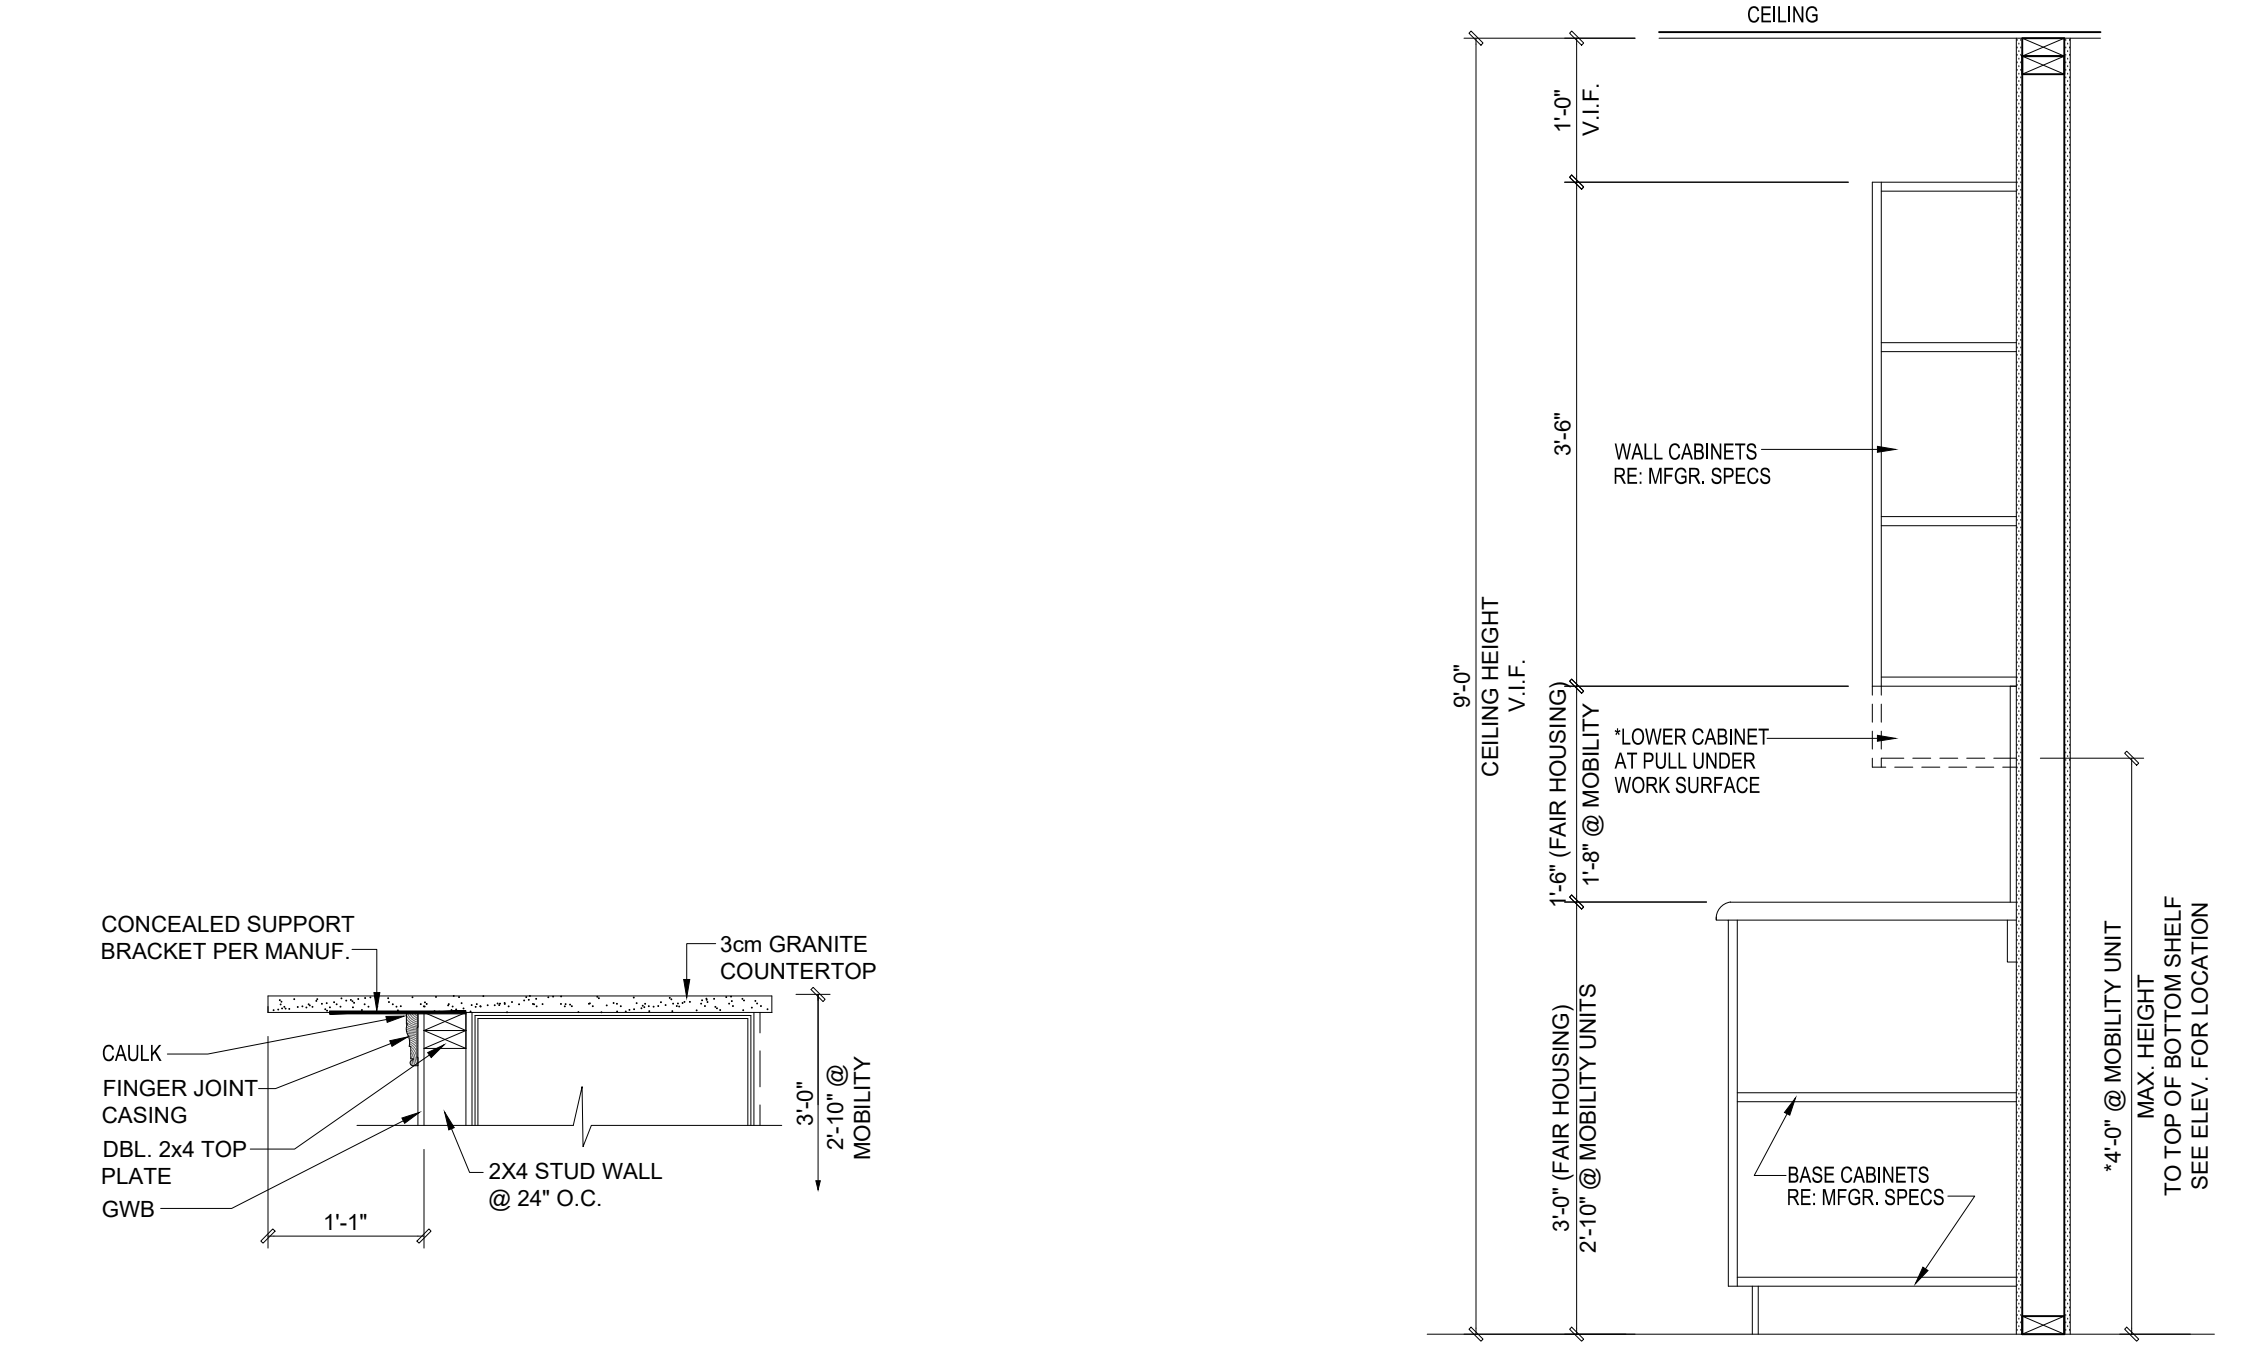 CONCEALED SUPPORT
BRACKET PER MANUF.
3cm GRANITE
COUNTERTOP
CAULK
FINGER JOINT
CASING
DBL. 2x4 TOP
PLATE
GWB
2X4 STUD WALL
@ 24" O.C.
1'-1"
3'-0"
2'-10" @
MOBILITY
CEILING
1'-0"
V.I.F.
3'-6"
WALL CABINETS
RE: MFGR. SPECS
9'-0"
CEILING HEIGHT
V.I.F.
1'-6" (FAIR HOUSING)
1'-8" @ MOBILITY
*LOWER CABINET
AT PULL UNDER
WORK SURFACE
3'-0" (FAIR HOUSING)
2'-10" @ MOBILITY UNITS
BASE CABINETS
RE: MFGR. SPECS
*4'-0" @ MOBILITY UNIT
MAX. HEIGHT
TO TOP OF BOTTOM SHELF
SEE ELEV. FOR LOCATION